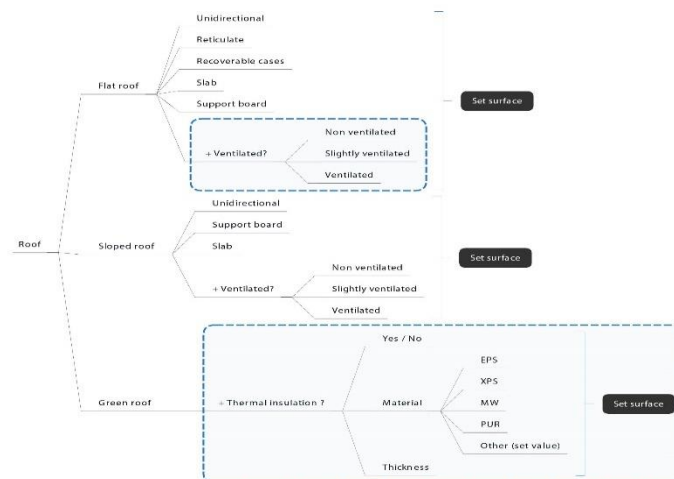 Unidirectional
Reticulate
Recoverable cases
Flat roof
Slab
Support board
Set surface
+ Ventilated?
Non ventilated
Slightly ventilated
Ventilated
Roof
Sloped roof
Unidirectional
Support board
Slab
+ Ventilated?
Non ventilated
Slightly ventilated
Ventilated
Set surface
Green roof
+ Thermal insulation ?
Yes / No
Material
EPS
XPS
MW
PUR
Other (set value)
Thickness
Set surface